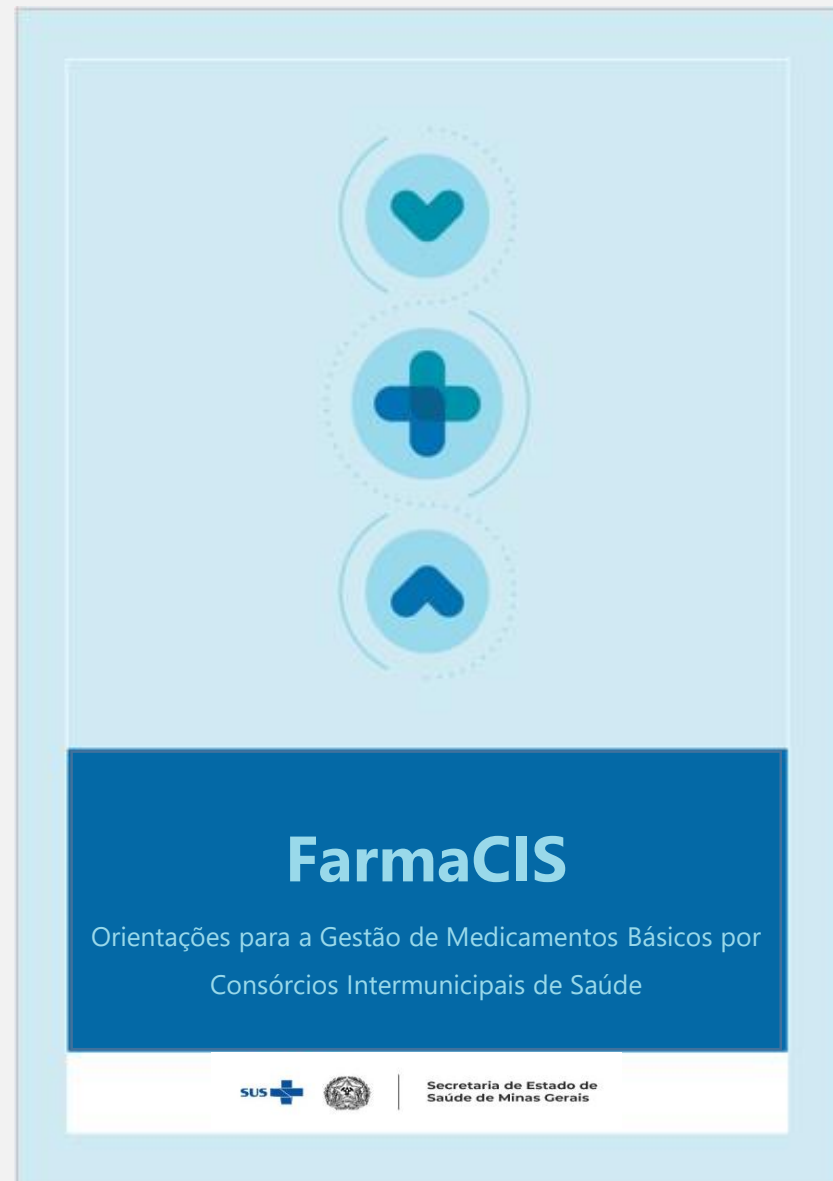 FarmaCIS
Orientações para a Gestão de Medicamentos Básicos por
Consórcios Intermunicipais de Saúde
SUS
Secretaria de Estado de
Saúde de Minas Gerais